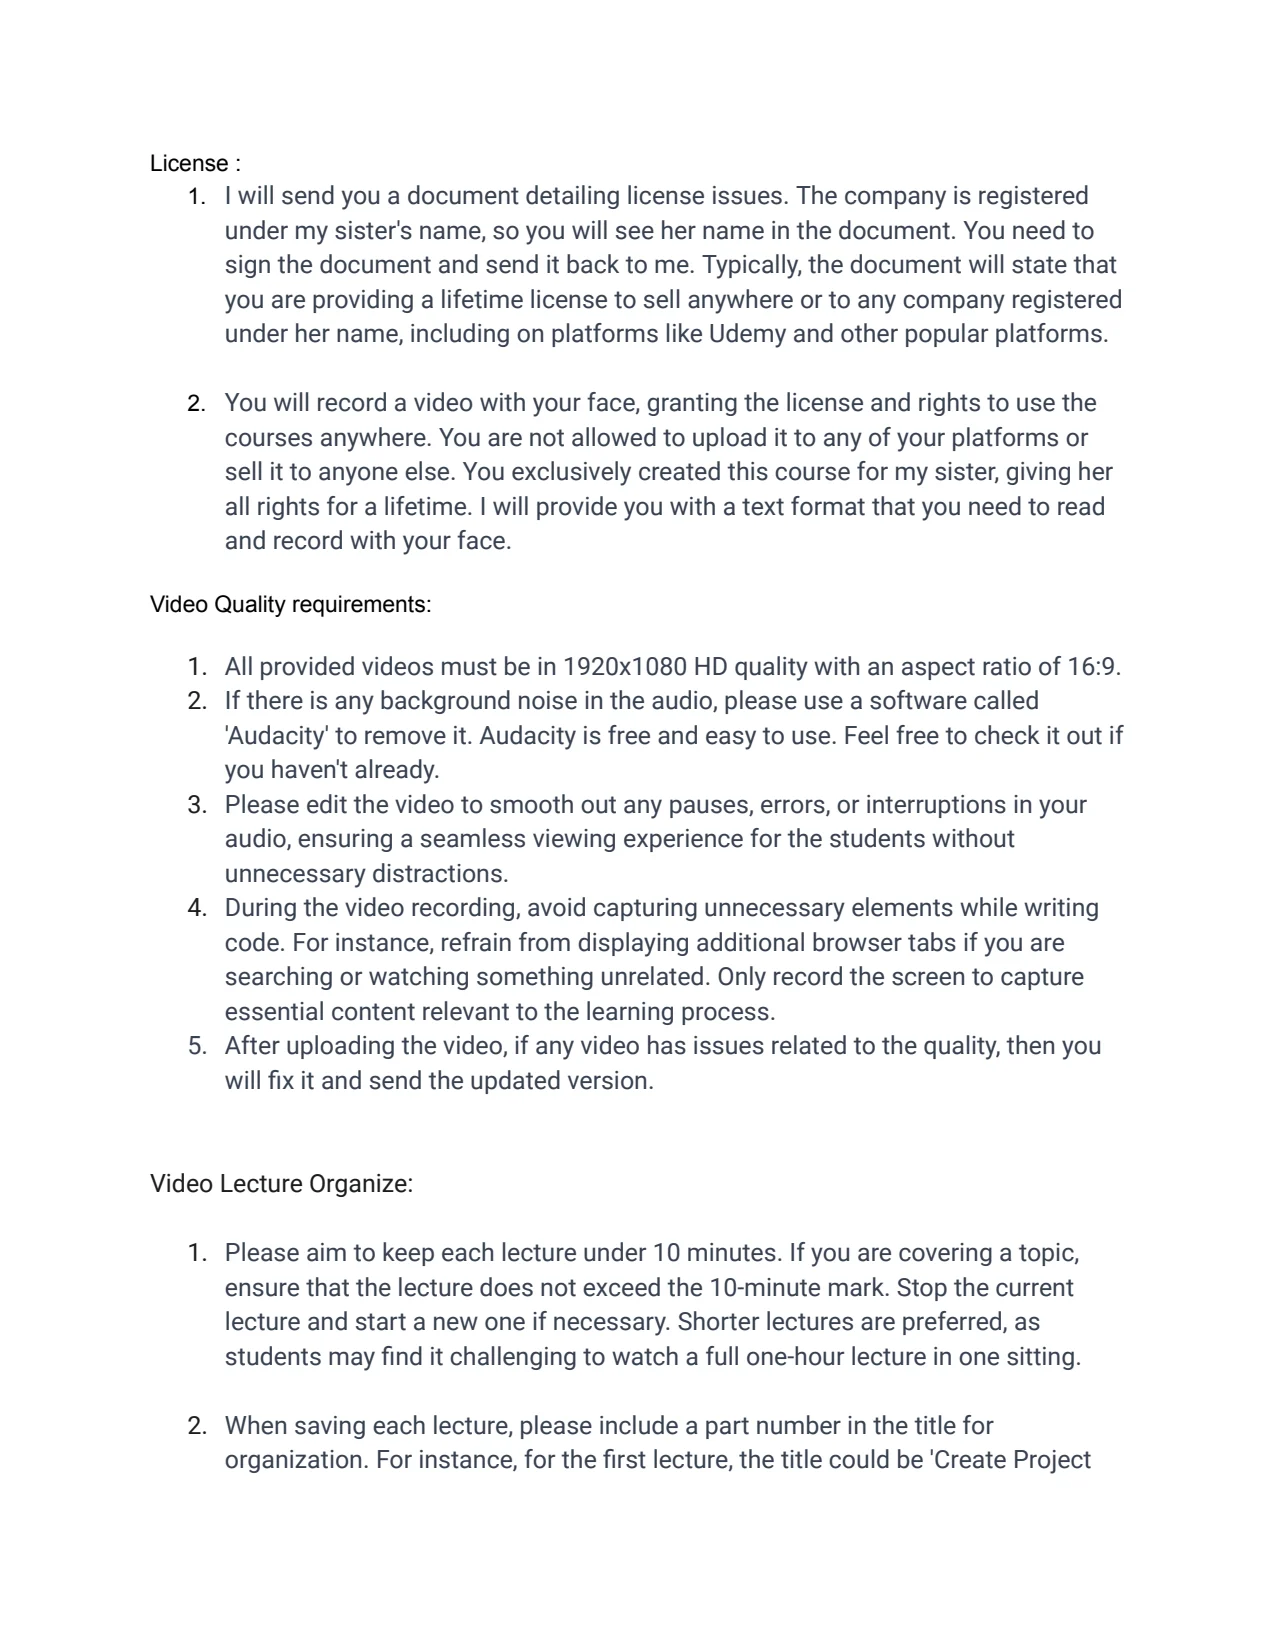 License :
1. I will send you a document detailing license issues. The company is registered
under my sister's name, so you will see her name in the document. You need to
sign the document and send it back to me. Typically, the document will state that
you are providing a lifetime license to sell anywhere or to any company registered
under her name, including on platforms like Udemy and other popular platforms.
2. You will record a video with your face, granting the license and rights to use the
courses anywhere. You are not allowed to upload it to any of your platforms or
sell it to anyone else. You exclusively created this course for my sister, giving her
all rights for a lifetime. I will provide you with a text format that you need to read
and record with your face.
Video Quality requirements:
1. All provided videos must be in 1920x1080 HD quality with an aspect ratio of 16:9.
2. If there is any background noise in the audio, please use a software called
'Audacity' to remove it. Audacity is free and easy to use. Feel free to check it out if
you haven't already.
3. Please edit the video to smooth out any pauses, errors, or interruptions in your
audio, ensuring a seamless viewing experience for the students without
unnecessary distractions.
4. During the video recording, avoid capturing unnecessary elements while writing
code. For instance, refrain from displaying additional browser tabs if you are
searching or watching something unrelated. Only record the screen to capture
essential content relevant to the learning process.
5. After uploading the video, if any video has issues related to the quality, then you
will fix it and send the updated version.
Video Lecture Organize:
1. Please aim to keep each lecture under 10 minutes. If you are covering a topic,
ensure that the lecture does not exceed the 10-minute mark. Stop the current
lecture and start a new one if necessary. Shorter lectures are preferred, as
students may find it challenging to watch a full one-hour lecture in one sitting.
2. When saving each lecture, please include a part number in the title for
organization. For instance, for the first lecture, the title could be 'Create Project